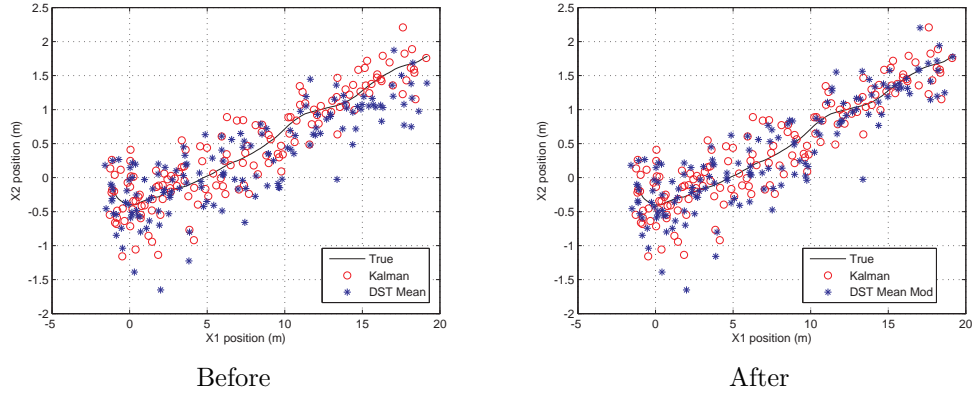 2.5
2
1.5
1
0.5
0
-0.5
-1
-1.5
-2
X2 position (m)
-5
0
5
10
15
20
X1 position (m)
True
Kalman
DST Mean
Before
2.5
2
1.5
1
0.5
0
-0.5
-1
-1.5
-2
X2 position (m)
-5
0
5
10
15
20
X1 position (m)
True
Kalman
DST Mean Mod
After